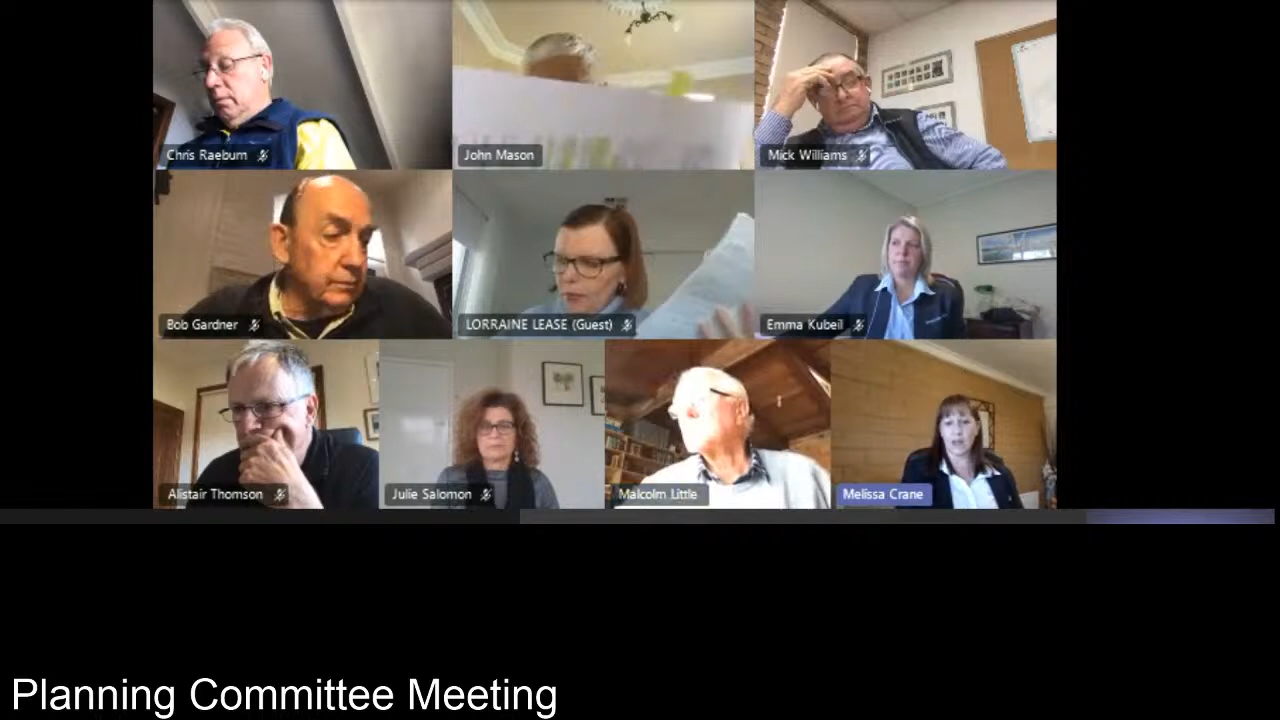 Chris Raeburn
John Mason
Mick Williams
Bob Gardner
LORRAINE LEASE (Guest)
Emma Kubeil
Alistair Thomson
Julie Salomon
Malcolm Little
Melissa Crane
Planning Committee Meeting